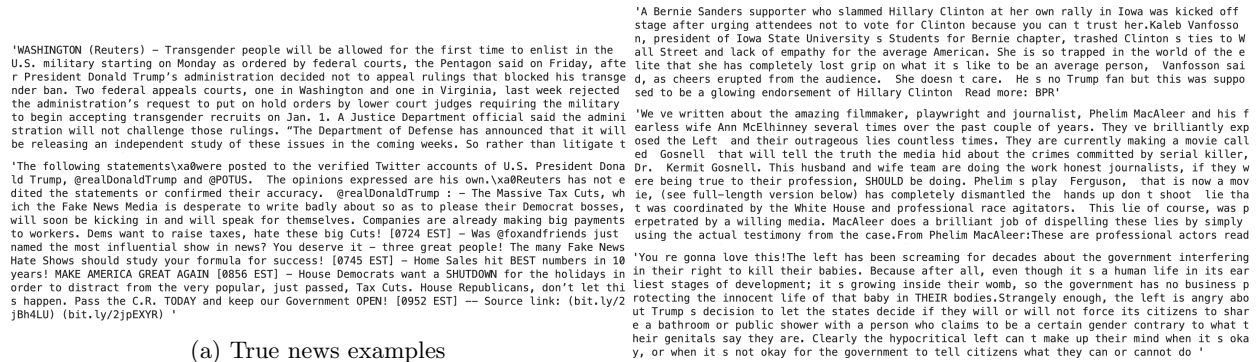 'WASHINGTON (Reuters) – Transgender people will be allowed for the first time to enlist in the
U.S. military starting on Monday as ordered by federal courts, the Pentagon said on Friday, afte
r President Donald Trump's administration decided not to appeal rulings that blocked his transge
nder ban. Two federal appeals courts, one in Washington and one in Virginia, last week rejected
the administration's request to put on hold orders by lower court judges requiring the military
to begin accepting transgender recruits on Jan. 1. A Justice Department official said the admini
stration will not challenge those rulings. "The Department of Defense has announced that it will
be releasing an independent study of these issues in the coming weeks. So rather than litigate t
'The following statements\xa0were posted to the verified Twitter accounts of U.S. President Dona
ld Trump, @realDonaldTrump and @POTUS.  The opinions expressed are his own.\xa0Reuters has not e
dited the statements or confirmed their accuracy.  @realDonaldTrump : – The Massive Tax Cuts, wh
ich the Fake News Media is desperate to write badly about so as to please their Democrat bosses,
will soon be kicking in and will speak for themselves. Companies are already making big payments
to workers. Dems want to raise taxes, hate these big Cuts! [0724 EST] – Was @foxandfriends just
named the most influential show in news? You deserve it – three great people! The many Fake News
Hate Shows should study your formula for success! [0745 EST] – Home Sales hit BEST numbers in 10
years! MAKE AMERICA GREAT AGAIN [0856 EST] – House Democrats want a SHUTDOWN for the holidays in
order to distract from the very popular, just passed, Tax Cuts. House Republicans, don't let thi
s happen. Pass the C.R. TODAY and keep our Government OPEN! [0952 EST] –– Source link: (bit.ly/2
jBh4LU) (bit.ly/2jpEXYR) '
(a) True news examples
'A Bernie Sanders supporter who slammed Hillary Clinton at her own rally in Iowa was kicked off
stage after urging attendees not to vote for Clinton because you can t trust her.Kaleb Vanfosso
n, president of Iowa State University s Students for Bernie chapter, trashed Clinton s ties to W
all Street and lack of empathy for the average American. She is so trapped in the world of the e
lite that she has completely lost grip on what it s like to be an average person,  Vanfosson sai
d, as cheers erupted from the audience.  She doesn t care.  He s no Trump fan but this was suppo
sed to be a glowing endorsement of Hillary Clinton  Read more: BPR'
'We ve written about the amazing filmmaker, playwright and journalist, Phelim MacAleer and his f
earless wife Ann McElhinney several times over the past couple of years. They ve brilliantly exp
osed the Left  and their outrageous lies countless times. They are currently making a movie call
ed  Gosnell  that will tell the truth the media hid about the crimes committed by serial killer,
Dr.  Kermit Gosnell. This husband and wife team are doing the work honest journalists, if they w
ere being true to their profession, SHOULD be doing. Phelim s play  Ferguson,  that is now a mov
ie, (see full-length version below) has completely dismantled the  hands up don t shoot  lie tha
t was coordinated by the White House and professional race agitators.  This lie of course, was p
erpetrated by a willing media. MacAleer does a brilliant job of dispelling these lies by simply
using the actual testimony from the case.From Phelim MacAleer:These are professional actors read
'You re gonna love this!The left has been screaming for decades about the government interfering
in their right to kill their babies. Because after all, even though it s a human life in its ear
liest stages of development; it s growing inside their womb, so the government has no business p
rotecting the innocent life of that baby in THEIR bodies.Strangely enough, the left is angry abo
ut Trump s decision to let the states decide if they will or will not force its citizens to shar
e a bathroom or public shower with a person who claims to be a certain gender contrary to what t
heir genitals say they are. Clearly the hypocritical left can t make up their mind when it s oka
y, or when it s not okay for the government to tell citizens what they can or cannot do '